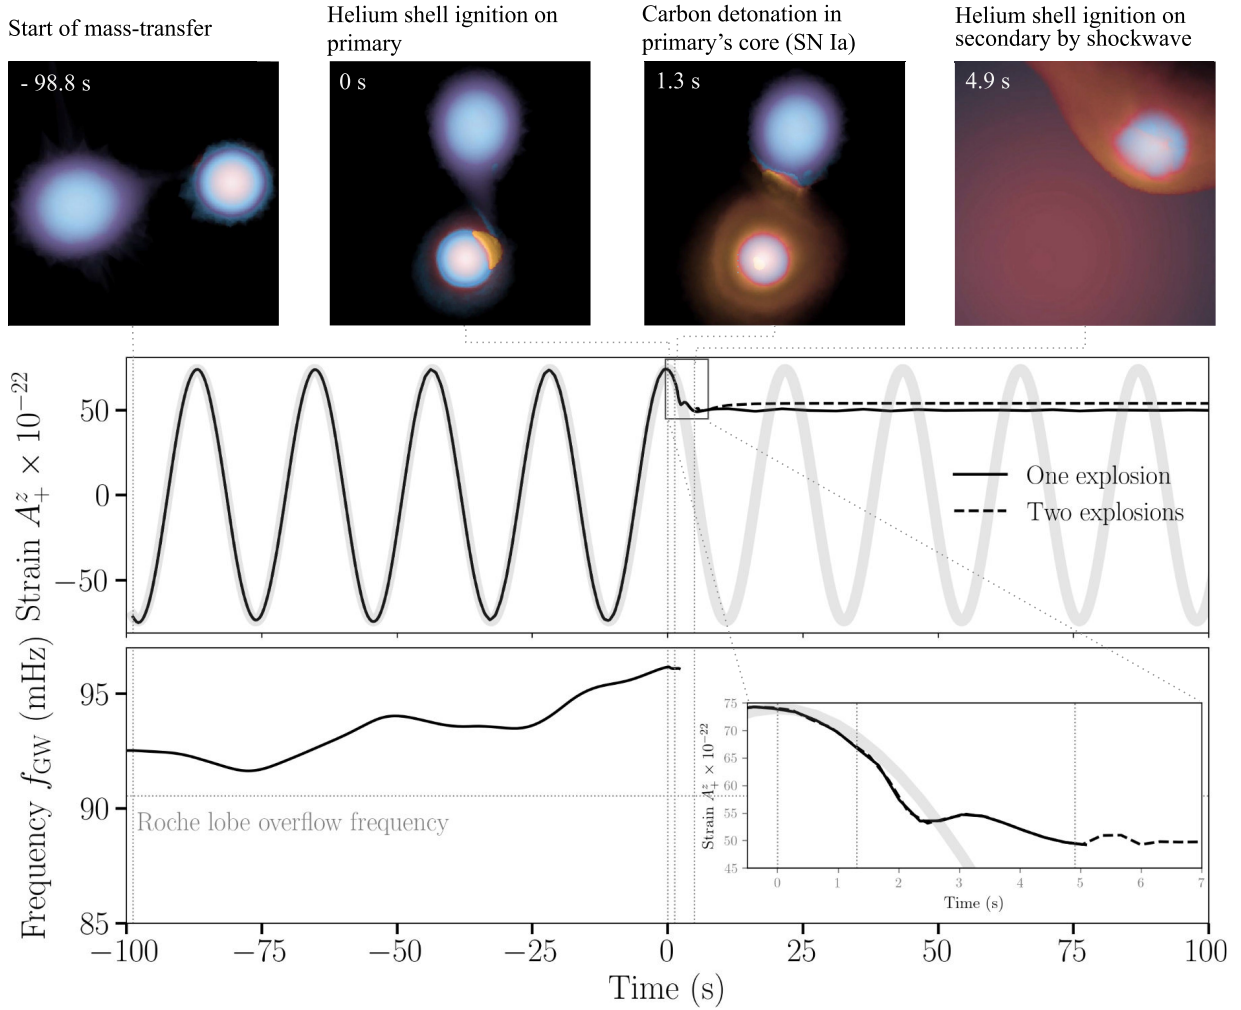 Start of mass-transfer
Helium shell ignition on
primary
Carbon detonation in
primary's core (SN Ia)
Helium shell ignition on
secondary by shockwave
- 98.8 s
0 s
1.3 s
4.9 s
Strain A^z_+ × 10^−22
50
0
−50
One explosion
Two explosions
Frequency f_GW (mHz)
95
90
85
Roche lobe overflow frequency
Strain A^z_+ × 10^−22
75
70
65
60
55
50
45
0 1 2 3 4 5 6 7
Time (s)
−100 −75 −50 −25 0 25 50 75 100
Time (s)